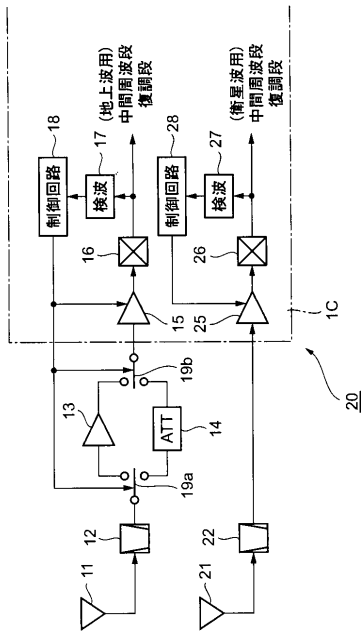 (地上波用)
中間周波段
復調段
18
制御回路
17
検波
16
15
19b
13
ATT
14
19a
12
11
(衛星波用)
中間周波段
復調段
28
制御回路
27
検波
26
25
1C
20
22
21